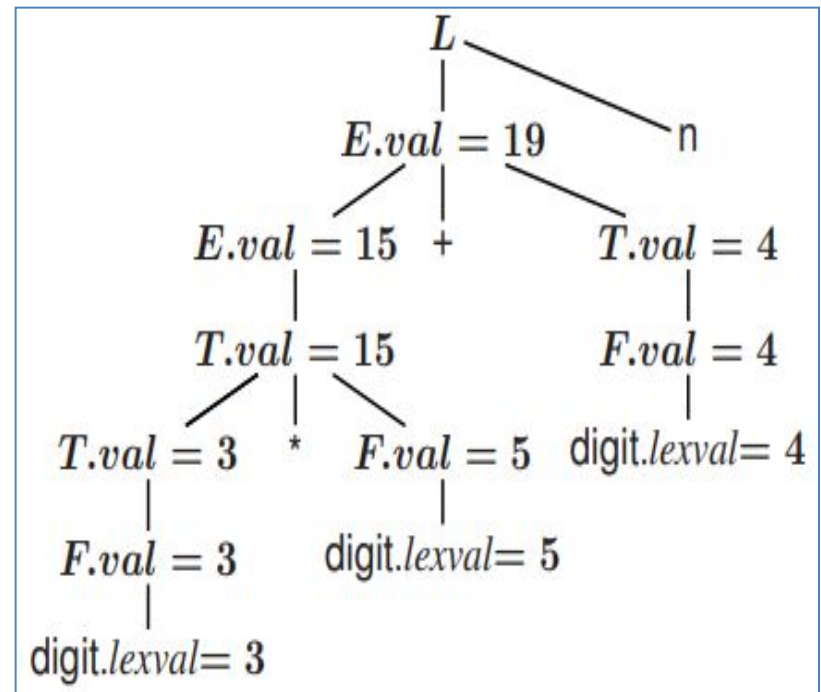 L
E.val = 19 n
E.val = 15 + T.val = 4
T.val = 15 F.val = 4
T.val = 3 * F.val = 5 digit.lexval= 4
F.val = 3 digit.lexval= 5
digit.lexval= 3